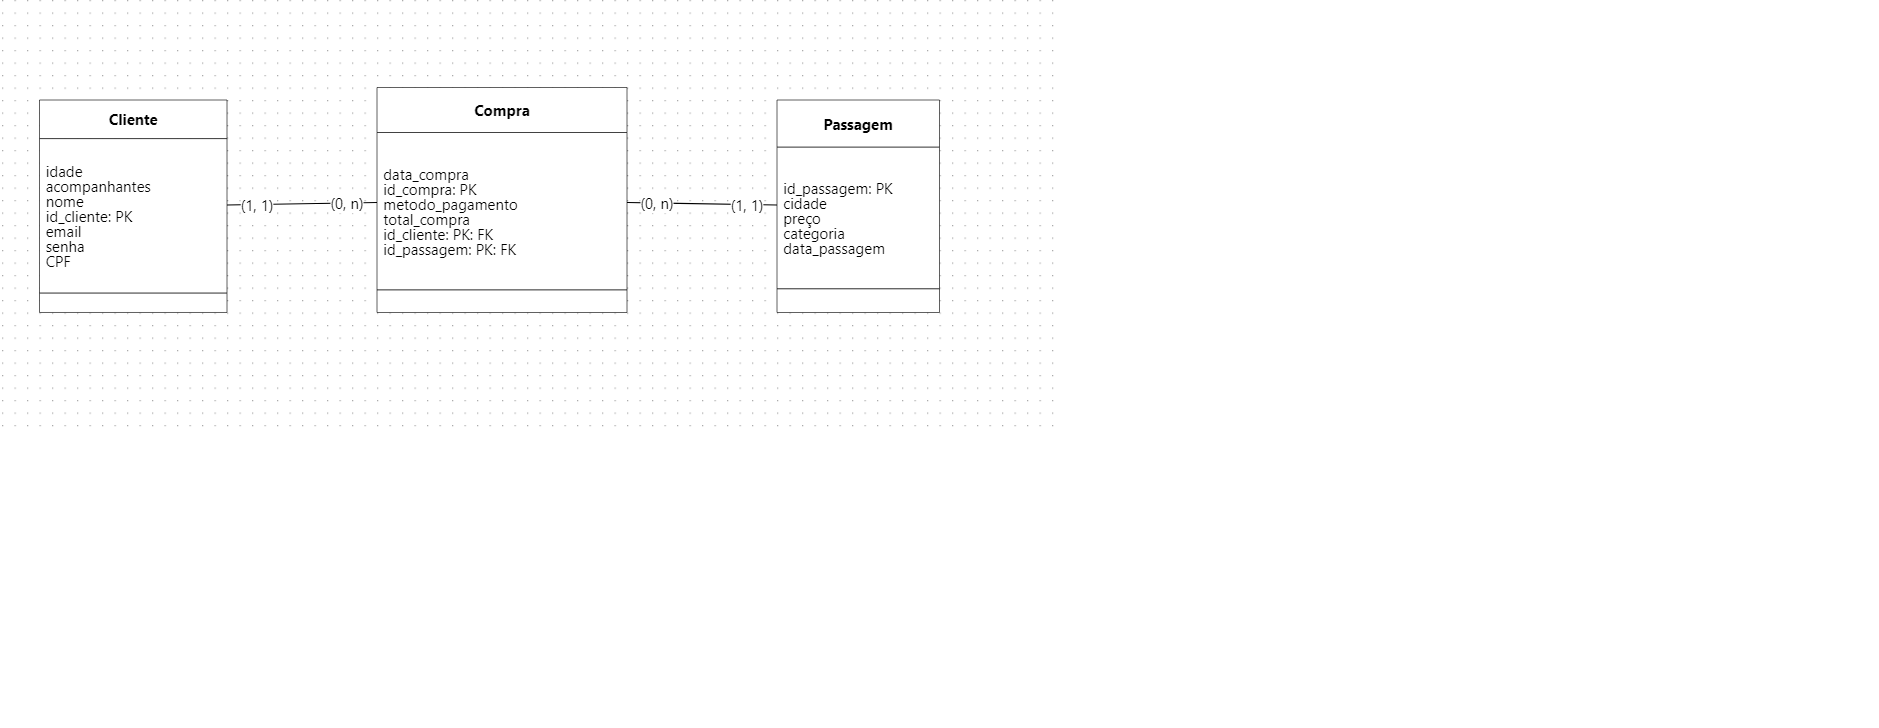 Cliente
idade
acompanhantes
nome
id_cliente: PK
email
senha
CPF
(1, 1)
(0, n)
Compra
data_compra
id_compra: PK
metodo_pagamento
total_compra
id_cliente: PK: FK
id_passagem: PK: FK
(0, n)
(1, 1)
Passagem
id_passagem: PK
cidade
preço
categoria
data_passagem